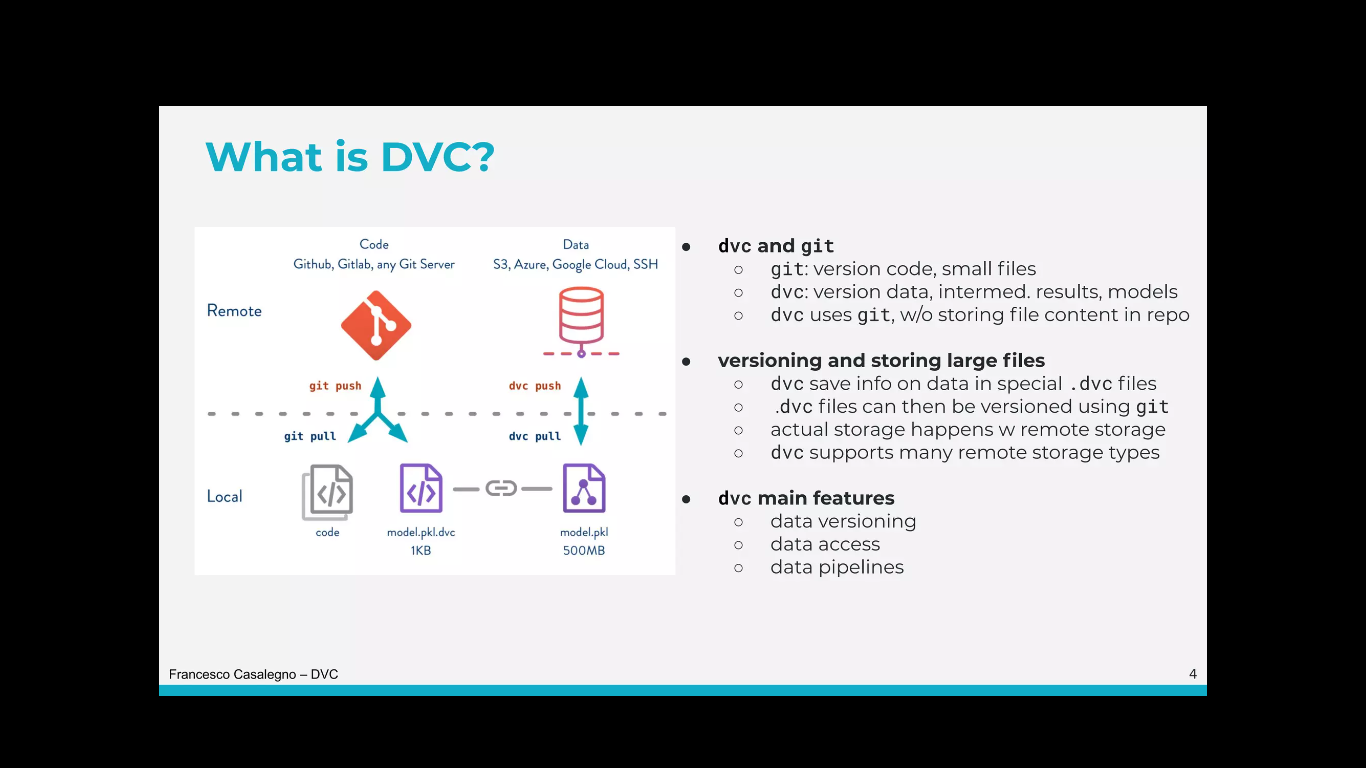 What is DVC?
Code
Github, Gitlab, any Git Server
Data
S3, Azure, Google Cloud, SSH
Remote
git push
dvc push
git pull
dvc pull
Local
code
model.pkl.dvc
1KB
model.pkl
500MB
● dvc and git
○ git: version code, small files
○ dvc: version data, intermed. results, models
○ dvc uses git, w/o storing file content in repo
● versioning and storing large files
○ dvc save info on data in special .dvc files
○ .dvc files can then be versioned using git
○ actual storage happens w remote storage
○ dvc supports many remote storage types
● dvc main features
○ data versioning
○ data access
○ data pipelines
Francesco Casalegno – DVC
4